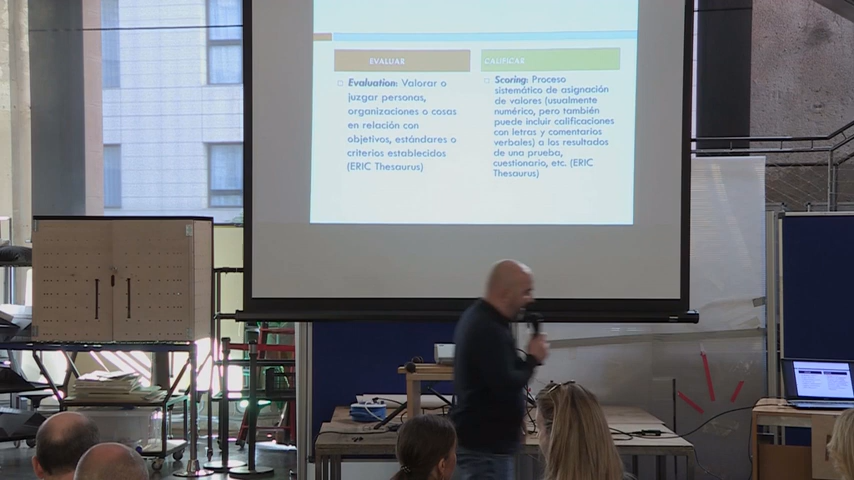 EVALUAR
Evaluation: Valorar o
juzgar personas,
organizaciones o cosas
en relación con
objetivos, estándares o
criterios establecidos
(ERIC Thesaurus)
CALIFICAR
Scoring: Proceso
sistemático de asignación
de valores (usualmente
numérico, pero también
puede incluir calificaciones
con letras y comentarios
verbales) a los resultados
de una prueba,
cuestionario, etc. (ERIC
Thesaurus)